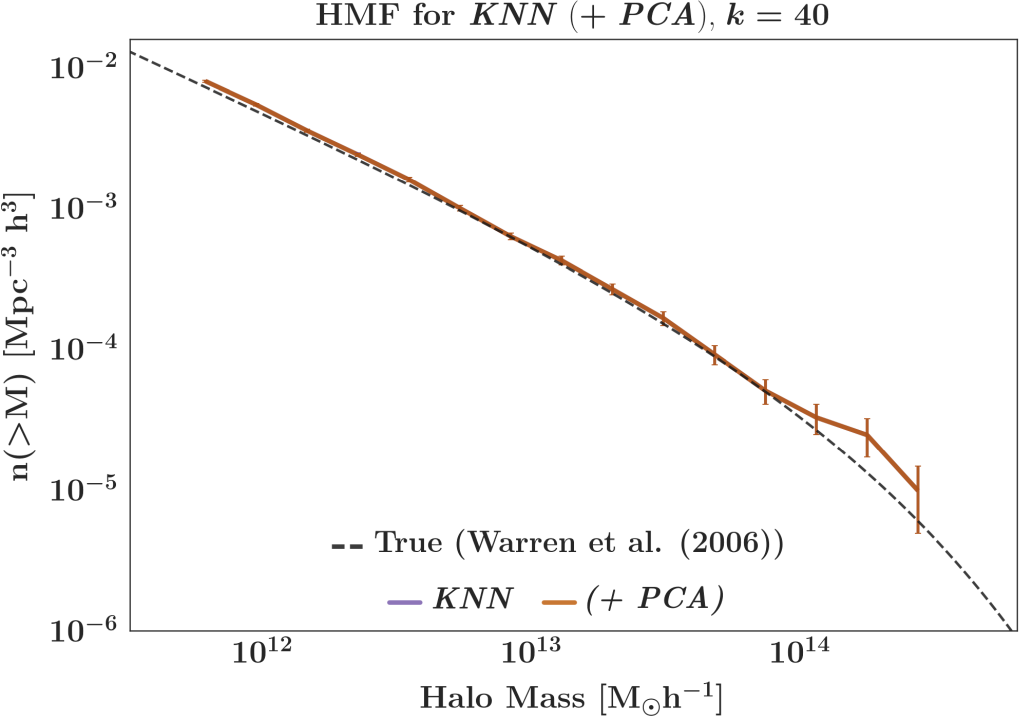 HMF for KNN (+ PCA), k = 40
n(>M) [Mpc⁻³ h³]
10⁻²
10⁻³
10⁻⁴
10⁻⁵
10⁻⁶
True (Warren et al. (2006))
KNN (+ PCA)
10¹² 10¹³ 10¹⁴
Halo Mass [M⊙h⁻¹]